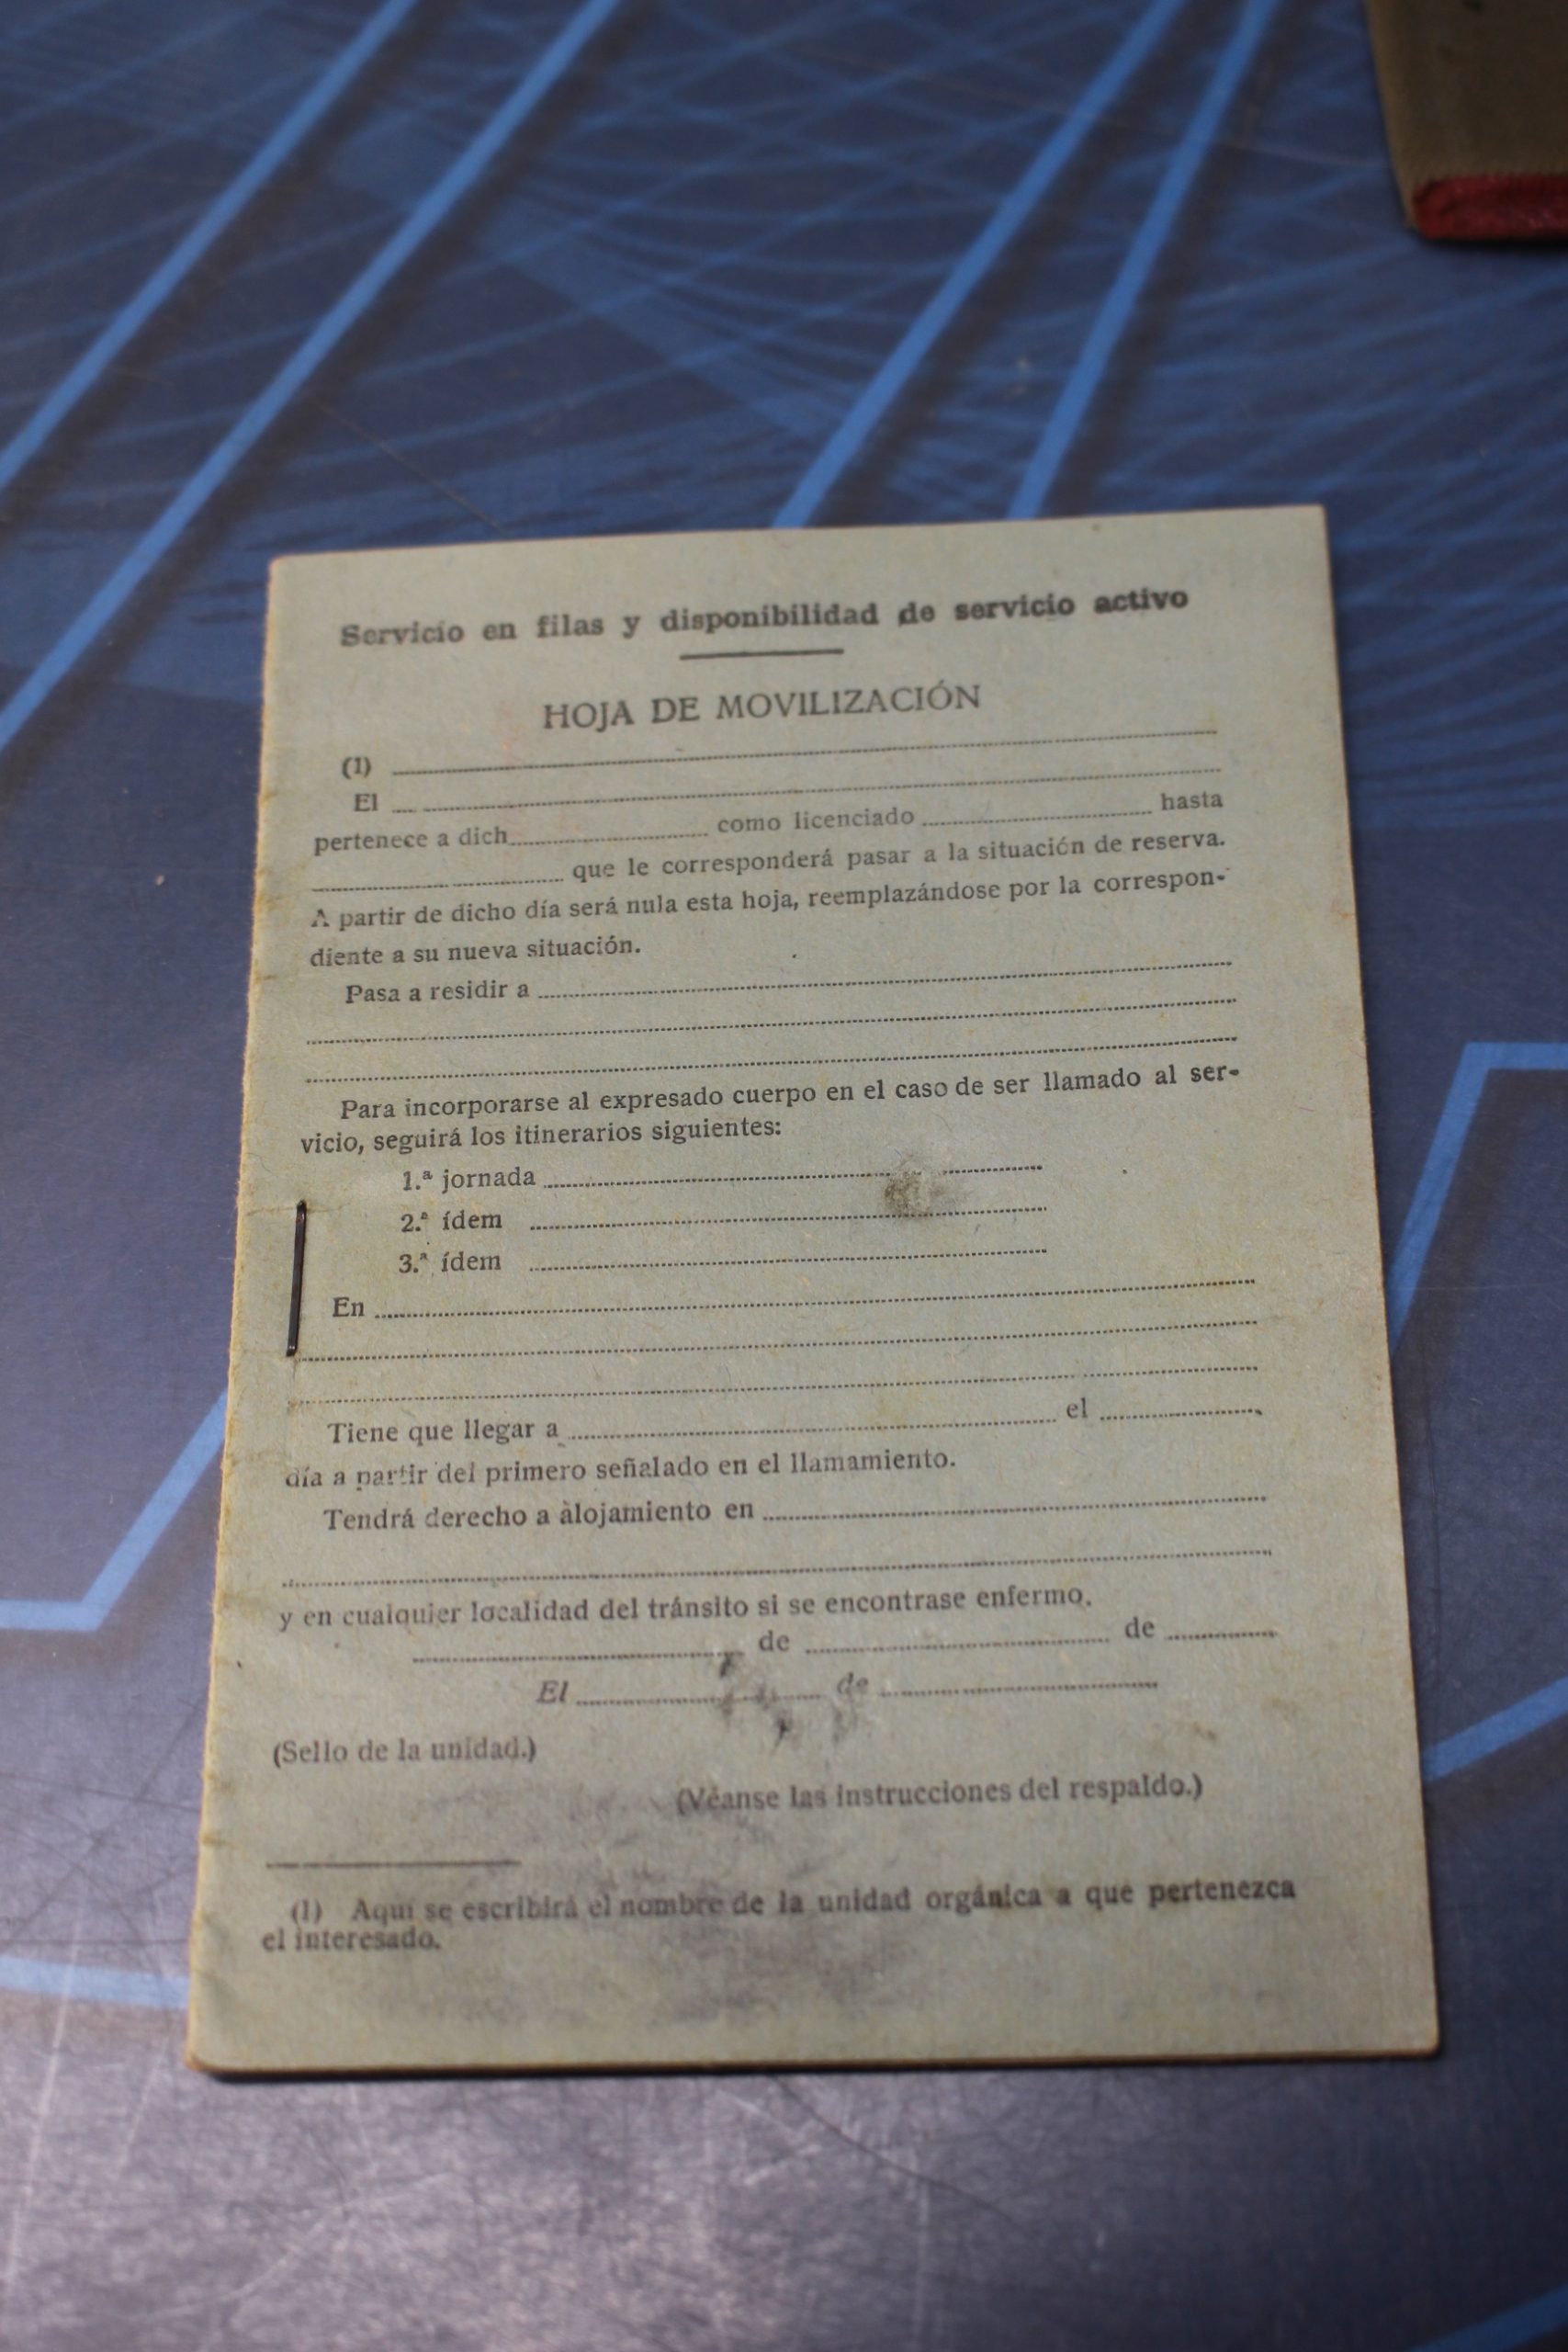 Servicio en filas y disponibilidad de servicio activo
HOJA DE MOVILIZACIÓN
(1)
El
pertenece a dich como licenciado hasta
que le corresponderá pasar a la situación de reserva.
A partir de dicho día será nula esta hoja, reemplazándose por la correspon-
diente a su nueva situación.
Pasa a residir a
Para incorporarse al expresado cuerpo en el caso de ser llamado al ser-
vicio, seguirá los itinerarios siguientes:
1.ª jornada
2.ª ídem
3.ª ídem
En
Tiene que llegar a el
día a partir del primero señalado en el llamamiento.
Tendrá derecho a alojamiento en
y en cualquier localidad del tránsito si se encontrase enfermo.
de de
El de
(Sello de la unidad.)
(Véanse las instrucciones del respaldo.)
(1) Aquí se escribirá el nombre de la unidad orgánica a que pertenezca
el interesado.